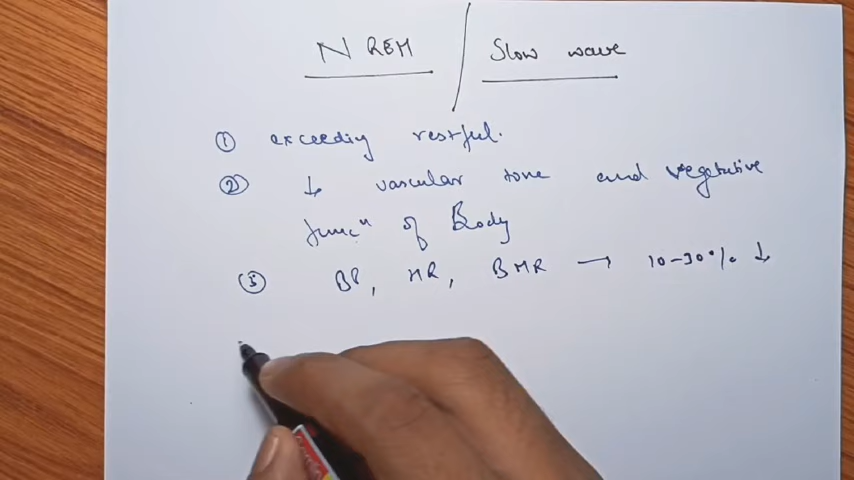 NREM / Slow wave
① exceeding restful.
② ↓ vascular tone and vegetative
funcⁿ of Body
③ BP, HR, BMR → 10-30% ↓